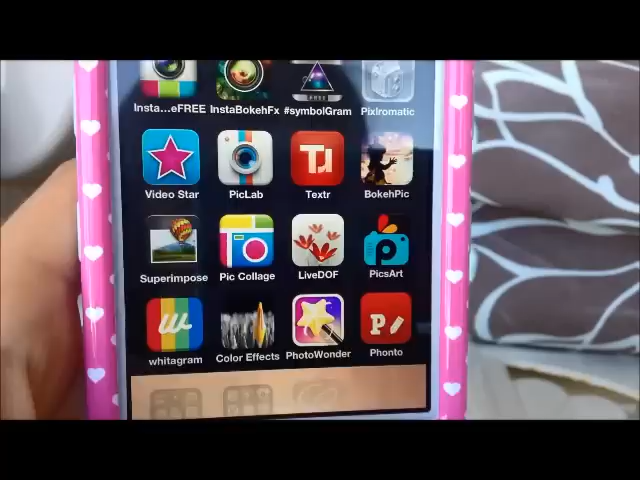 Insta...eFREE InstaBokehFx #symbolGram Pixlromatic
FREE
Video Star PicLab Textr BokehPic
Superimpose Pic Collage LiveDOF PicsArt
whitagram Color Effects PhotoWonder Phonto